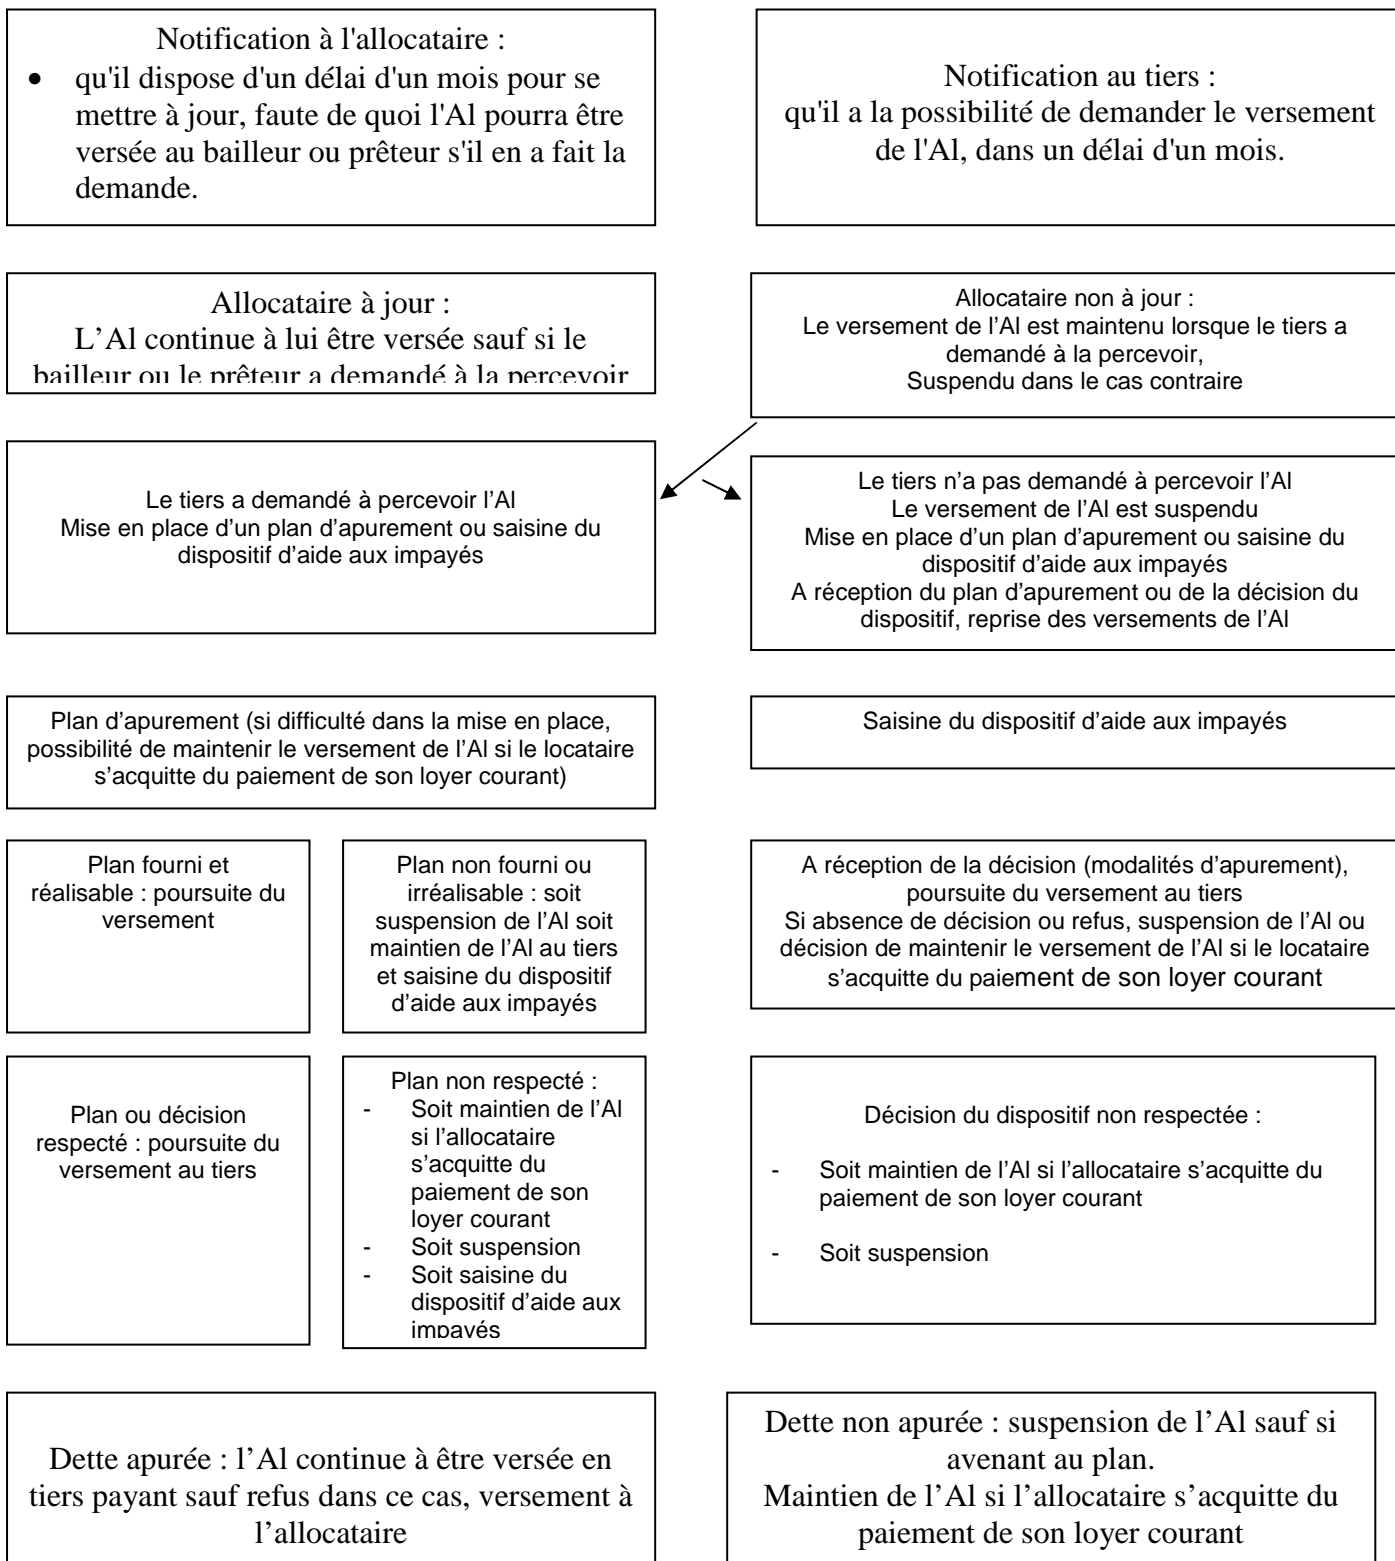 Notification à l'allocataire :
• qu'il dispose d'un délai d'un mois pour se
mettre à jour, faute de quoi l'Al pourra être
versée au bailleur ou prêteur s'il en a fait la
demande.
Notification au tiers :
qu'il a la possibilité de demander le versement
de l'Al, dans un délai d'un mois.
Allocataire à jour :
L’Al continue à lui être versée sauf si le
bailleur ou le prêteur a demandé à la percevoir
Allocataire non à jour :
Le versement de l’Al est maintenu lorsque le tiers a
demandé à la percevoir,
Suspendu dans le cas contraire
Le tiers a demandé à percevoir l’Al
Mise en place d’un plan d’apurement ou saisine du
dispositif d’aide aux impayés
Le tiers n’a pas demandé à percevoir l’Al
Le versement de l’Al est suspendu
Mise en place d’un plan d’apurement ou saisine du
dispositif d’aide aux impayés
A réception du plan d’apurement ou de la décision du
dispositif, reprise des versements de l’Al
Plan d’apurement (si difficulté dans la mise en place,
possibilité de maintenir le versement de l’Al si le locataire
s’acquitte du paiement de son loyer courant)
Saisine du dispositif d’aide aux impayés
Plan fourni et
réalisable : poursuite du
versement
Plan non fourni ou
irréalisable : soit
suspension de l’Al soit
maintien de l’Al au tiers
et saisine du dispositif
d’aide aux impayés
A réception de la décision (modalités d’apurement),
poursuite du versement au tiers
Si absence de décision ou refus, suspension de l’Al ou
décision de maintenir le versement de l’Al si le locataire
s’acquitte du paiement de son loyer courant
Plan ou décision
respecté : poursuite du
versement au tiers
Plan non respecté :
- Soit maintien de l’Al
si l’allocataire
s’acquitte du
paiement de son
loyer courant
- Soit suspension
- Soit saisine du
dispositif d’aide aux
impayés
Décision du dispositif non respectée :
- Soit maintien de l’Al si l’allocataire s’acquitte du
paiement de son loyer courant
- Soit suspension
Dette apurée : l’Al continue à être versée en
tiers payant sauf refus dans ce cas, versement à
l’allocataire
Dette non apurée : suspension de l’Al sauf si
avenant au plan.
Maintien de l’Al si l’allocataire s’acquitte du
paiement de son loyer courant